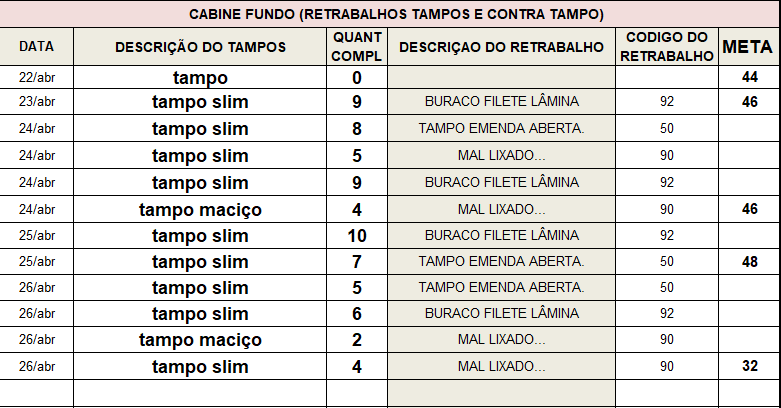 CABINE FUNDO (RETRABALHOS TAMPOS E CONTRA TAMPO)
DATA DESCRIÇÃO DO TAMPOS QUANT COMPL DESCRIÇAO DO RETRABALHO CODIGO DO RETRABALHO META
22/abr tampo 0 44
23/abr tampo slim 9 BURACO FILETE LÂMINA 92 46
24/abr tampo slim 8 TAMPO EMENDA ABERTA. 50
24/abr tampo slim 5 MAL LIXADO... 90
24/abr tampo slim 9 BURACO FILETE LÂMINA 92
24/abr tampo maciço 4 MAL LIXADO... 90 46
25/abr tampo slim 10 BURACO FILETE LÂMINA 92
25/abr tampo slim 7 TAMPO EMENDA ABERTA. 50 48
26/abr tampo slim 5 TAMPO EMENDA ABERTA. 50
26/abr tampo slim 6 BURACO FILETE LÂMINA 92
26/abr tampo maciço 2 MAL LIXADO... 90
26/abr tampo slim 4 MAL LIXADO... 90 32